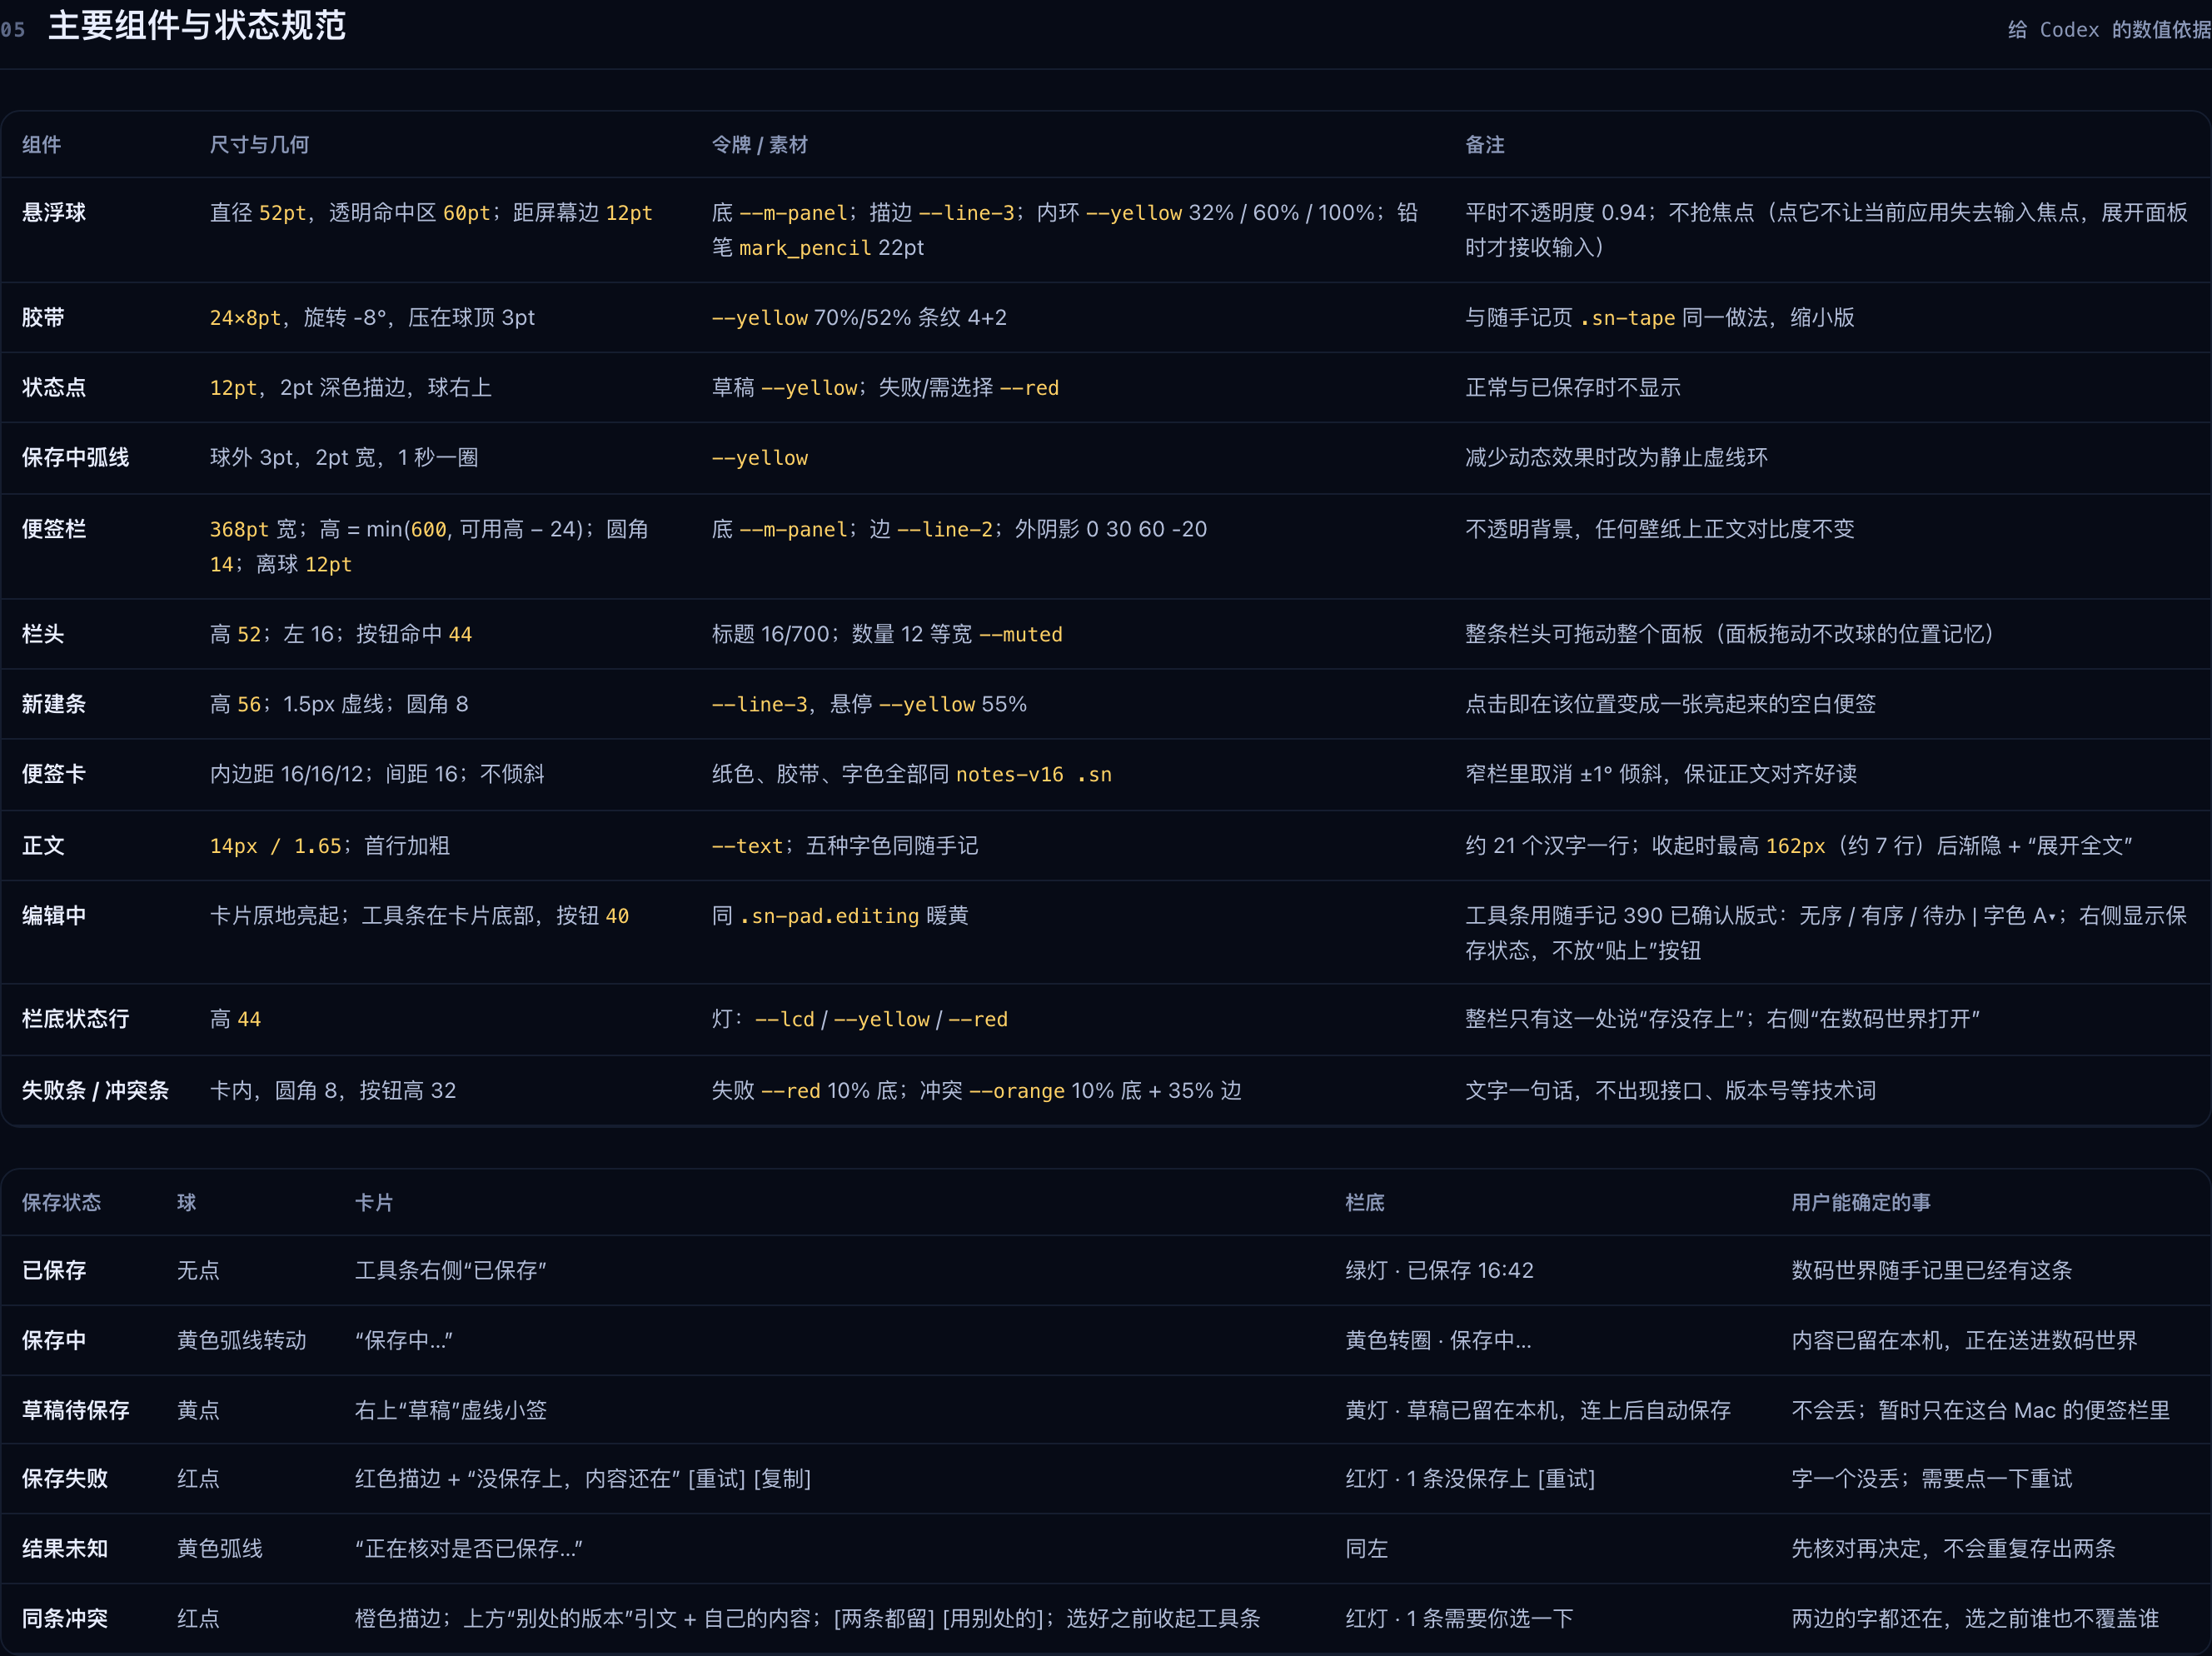 05 主要组件与状态规范
给 Codex 的数值依据
组件 尺寸与几何 令牌 / 素材 备注
悬浮球 直径 52pt，透明命中区 60pt；距屏幕边 12pt 底 --m-panel；描边 --line-3；内环 --yellow 32% / 60% / 100%；铅 平时不透明度 0.94；不抢焦点（点它不让当前应用失去输入焦点，展开面板
笔 mark_pencil 22pt 时才接收输入）
胶带 24×8pt，旋转 -8°，压在球顶 3pt --yellow 70%/52% 条纹 4+2 与随手记页 .sn-tape 同一做法，缩小版
状态点 12pt，2pt 深色描边，球右上 草稿 --yellow；失败/需选择 --red 正常与已保存时不显示
保存中弧线 球外 3pt，2pt 宽，1 秒一圈 --yellow 减少动态效果时改为静止虚线环
便签栏 368pt 宽；高 = min(600, 可用高 − 24)；圆角 底 --m-panel；边 --line-2；外阴影 0 30 60 -20 不透明背景，任何壁纸上正文对比度不变
14；离球 12pt
栏头 高 52；左 16；按钮命中 44 标题 16/700；数量 12 等宽 --muted 整条栏头可拖动整个面板（面板拖动不改球的位置记忆）
新建条 高 56；1.5px 虚线；圆角 8 --line-3，悬停 --yellow 55% 点击即在该位置变成一张亮起来的空白便签
便签卡 内边距 16/16/12；间距 16；不倾斜 纸色、胶带、字色全部同 notes-v16 .sn 窄栏里取消 ±1° 倾斜，保证正文对齐好读
正文 14px / 1.65；首行加粗 --text；五种字色同随手记 约 21 个汉字一行；收起时最高 162px（约 7 行）后渐隐 + “展开全文”
编辑中 卡片原地亮起；工具条在卡片底部，按钮 40 同 .sn-pad.editing 暖黄 工具条用随手记 390 已确认版式：无序 / 有序 / 待办 | 字色 A▾；右侧显示保
存状态，不放“贴上”按钮
栏底状态行 高 44 灯：--lcd / --yellow / --red 整栏只有这一处说“存没存上”；右侧“在数码世界打开”
失败条 / 冲突条 卡内，圆角 8，按钮高 32 失败 --red 10% 底；冲突 --orange 10% 底 + 35% 边 文字一句话，不出现接口、版本号等技术词
保存状态 球 卡片 栏底 用户能确定的事
已保存 无点 工具条右侧“已保存” 绿灯 · 已保存 16:42 数码世界随手记里已经有这条
保存中 黄色弧线转动 “保存中…” 黄色转圈 · 保存中… 内容已留在本机，正在送进数码世界
草稿待保存 黄点 右上“草稿”虚线小签 黄灯 · 草稿已留在本机，连上后自动保存 不会丢；暂时只在这台 Mac 的便签栏里
保存失败 红点 红色描边 + “没保存上，内容还在” [重试] [复制] 红灯 · 1 条没保存上 [重试] 字一个没丢；需要点一下重试
结果未知 黄色弧线 “正在核对是否已保存…” 同左 先核对再决定，不会重复存出两条
同条冲突 红点 橙色描边；上方“别处的版本”引文 + 自己的内容；[两条都留] [用别处的]；选好之前收起工具条 红灯 · 1 条需要你选一下 两边的字都还在，选之前谁也不覆盖谁